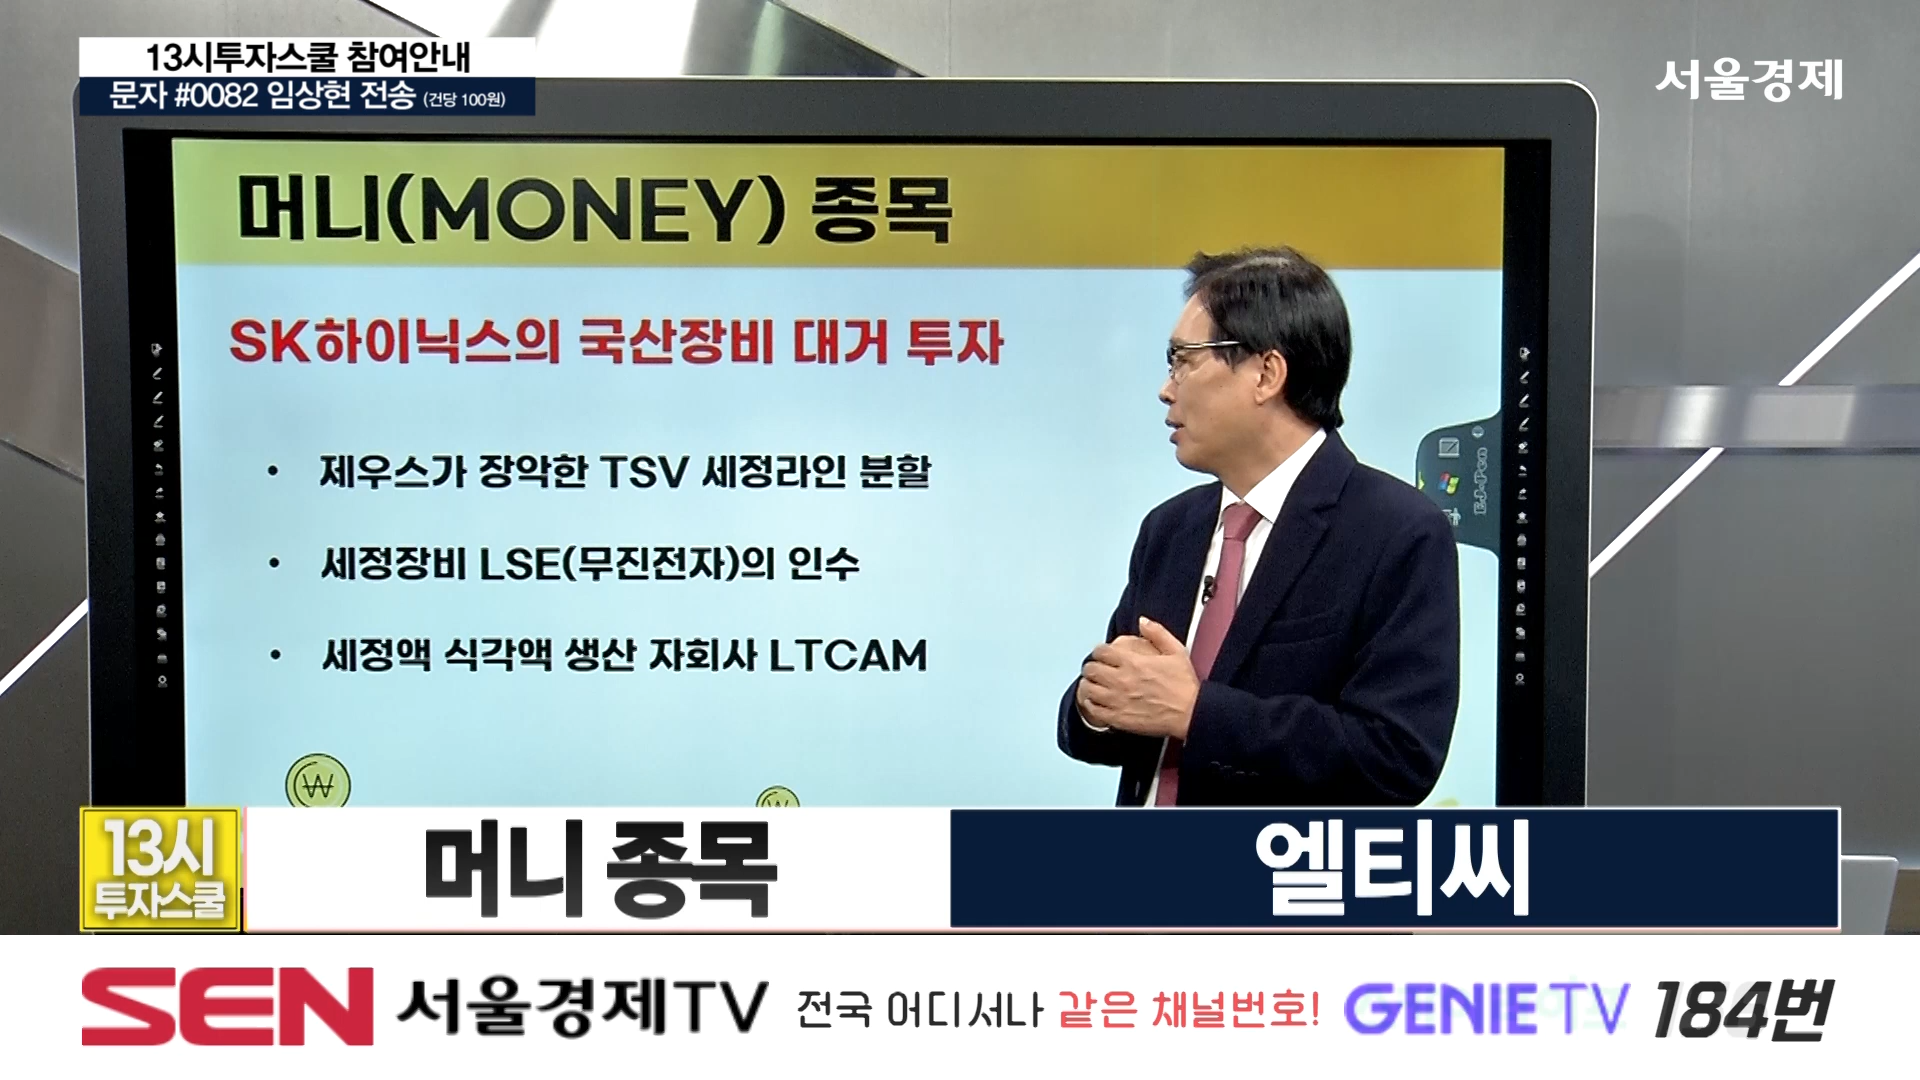 13시투자스쿨 참여안내
문자 #0082 임상현 전송 (건당 100원)
서울경제
머니(MONEY) 종목
SK하이닉스의 국산장비 대거 투자
• 제우스가 장악한 TSV 세정라인 분할
• 세정장비 LSE(무진전자)의 인수
• 세정액 식각액 생산 자회사 LTCAM
13시
투자스쿨
머니 종목
엘티씨
SEN 서울경제TV 전국 어디서나 같은 채널번호! GENIE TV 184번